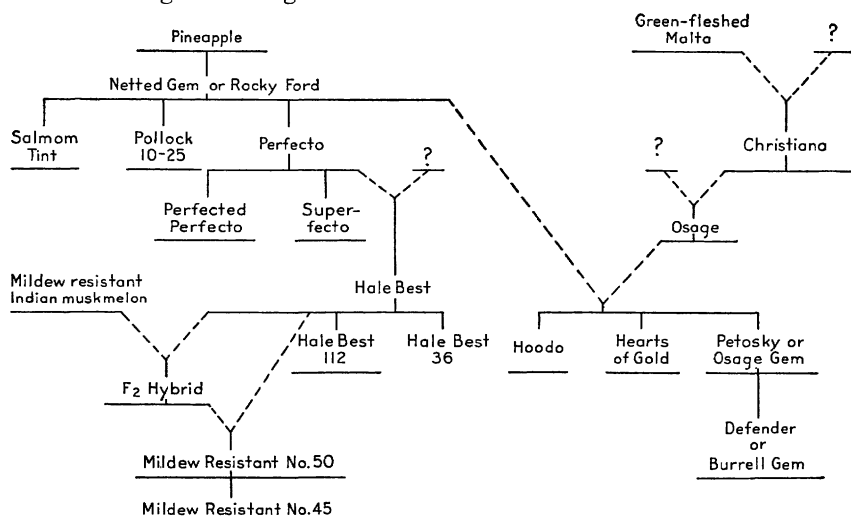 Pineapple
Green-fleshed
Malta
?
Netted Gem or Rocky Ford
Salmom
Tint
Pollock
10-25
Perfecto
?
?
Christiana
Perfected
Perfecto
Super-
fecto
Osage
Mildew resistant
Indian muskmelon
Hale Best
Hale Best
112
Hale Best
36
Hoodo
Hearts
of Gold
Petosky or
Osage Gem
F₂ Hybrid
Defender
or
Burrell Gem
Mildew Resistant No.50
Mildew Resistant No.45